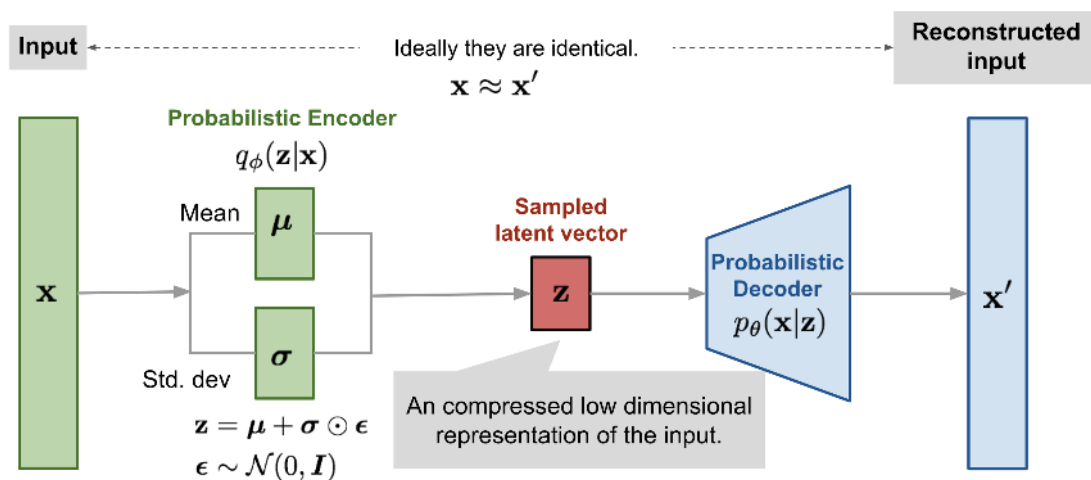 Input
Ideally they are identical.
x ≈ x′
Reconstructed
input
Probabilistic Encoder
qϕ(z|x)
Mean
μ
Sampled
latent vector
x
z
Probabilistic
Decoder
pθ(x|z)
x′
σ
Std. dev
z = μ + σ ⊙ ϵ
ϵ ∼ 𝒩(0, I)
An compressed low dimensional
representation of the input.